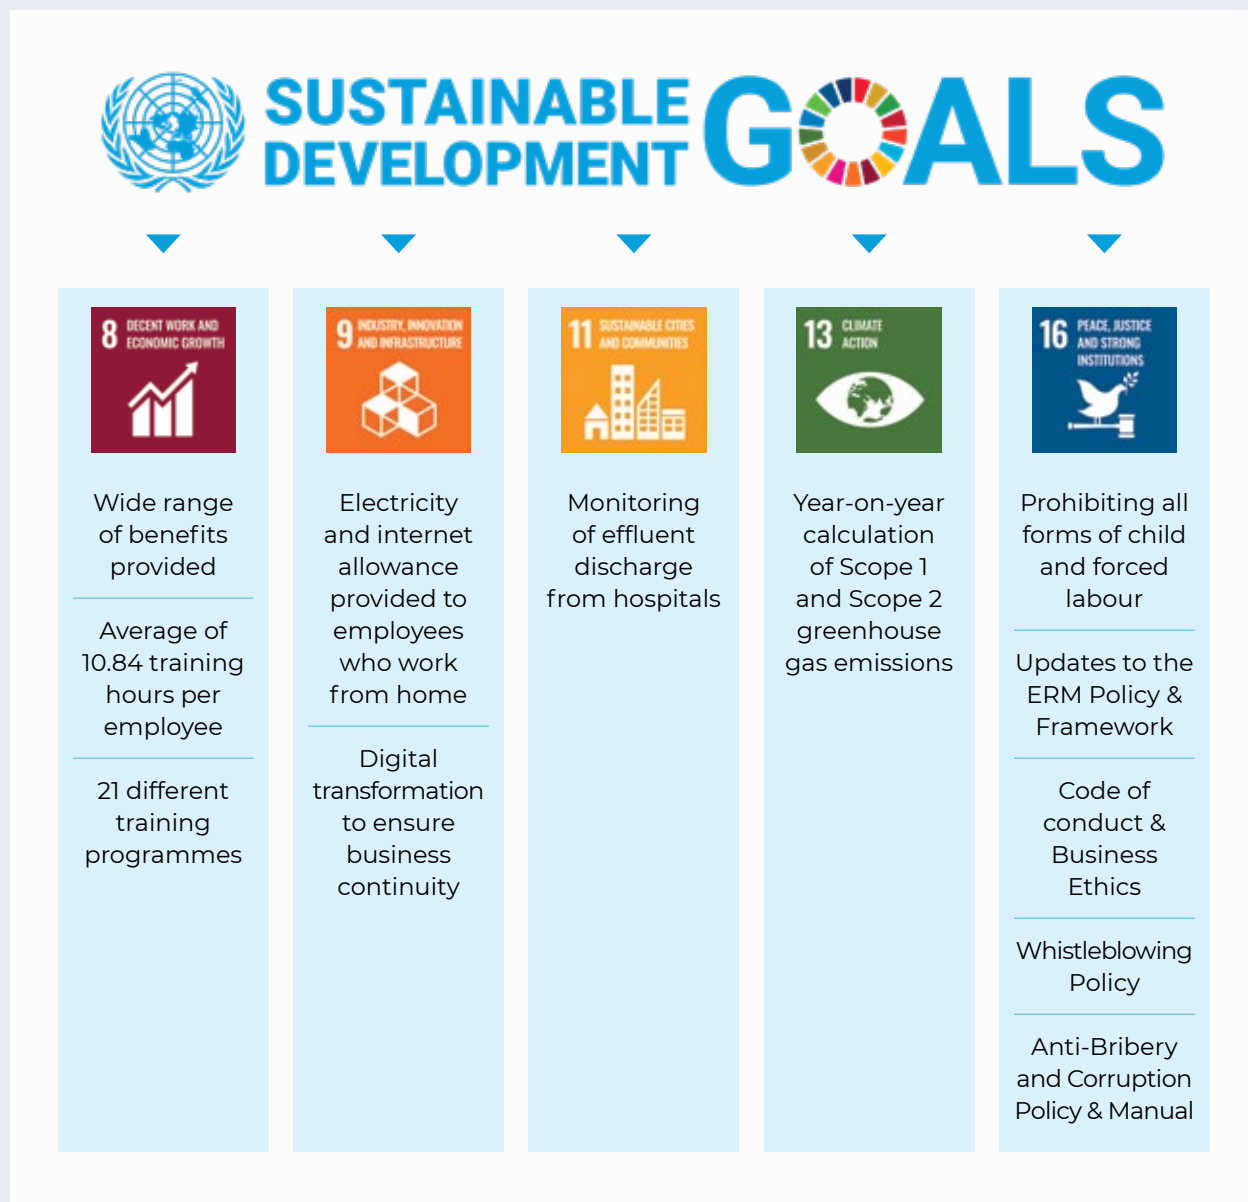 SUSTAINABLE
DEVELOPMENT
GOALS
8 DECENT WORK AND
ECONOMIC GROWTH
Wide range
of benefits
provided
Average of
10.84 training
hours per
employee
21 different
training
programmes
9 INDUSTRY, INNOVATION
AND INFRASTRUCTURE
Electricity
and internet
allowance
provided to
employees
who work
from home
Digital
transformation
to ensure
business
continuity
11 SUSTAINABLE CITIES
AND COMMUNITIES
Monitoring
of effluent
discharge
from hospitals
13 CLIMATE
ACTION
Year-on-year
calculation
of Scope 1
and Scope 2
greenhouse
gas emissions
16 PEACE, JUSTICE
AND STRONG
INSTITUTIONS
Prohibiting all
forms of child
and forced
labour
Updates to the
ERM Policy &
Framework
Code of
conduct &
Business
Ethics
Whistleblowing
Policy
Anti-Bribery
and Corruption
Policy & Manual